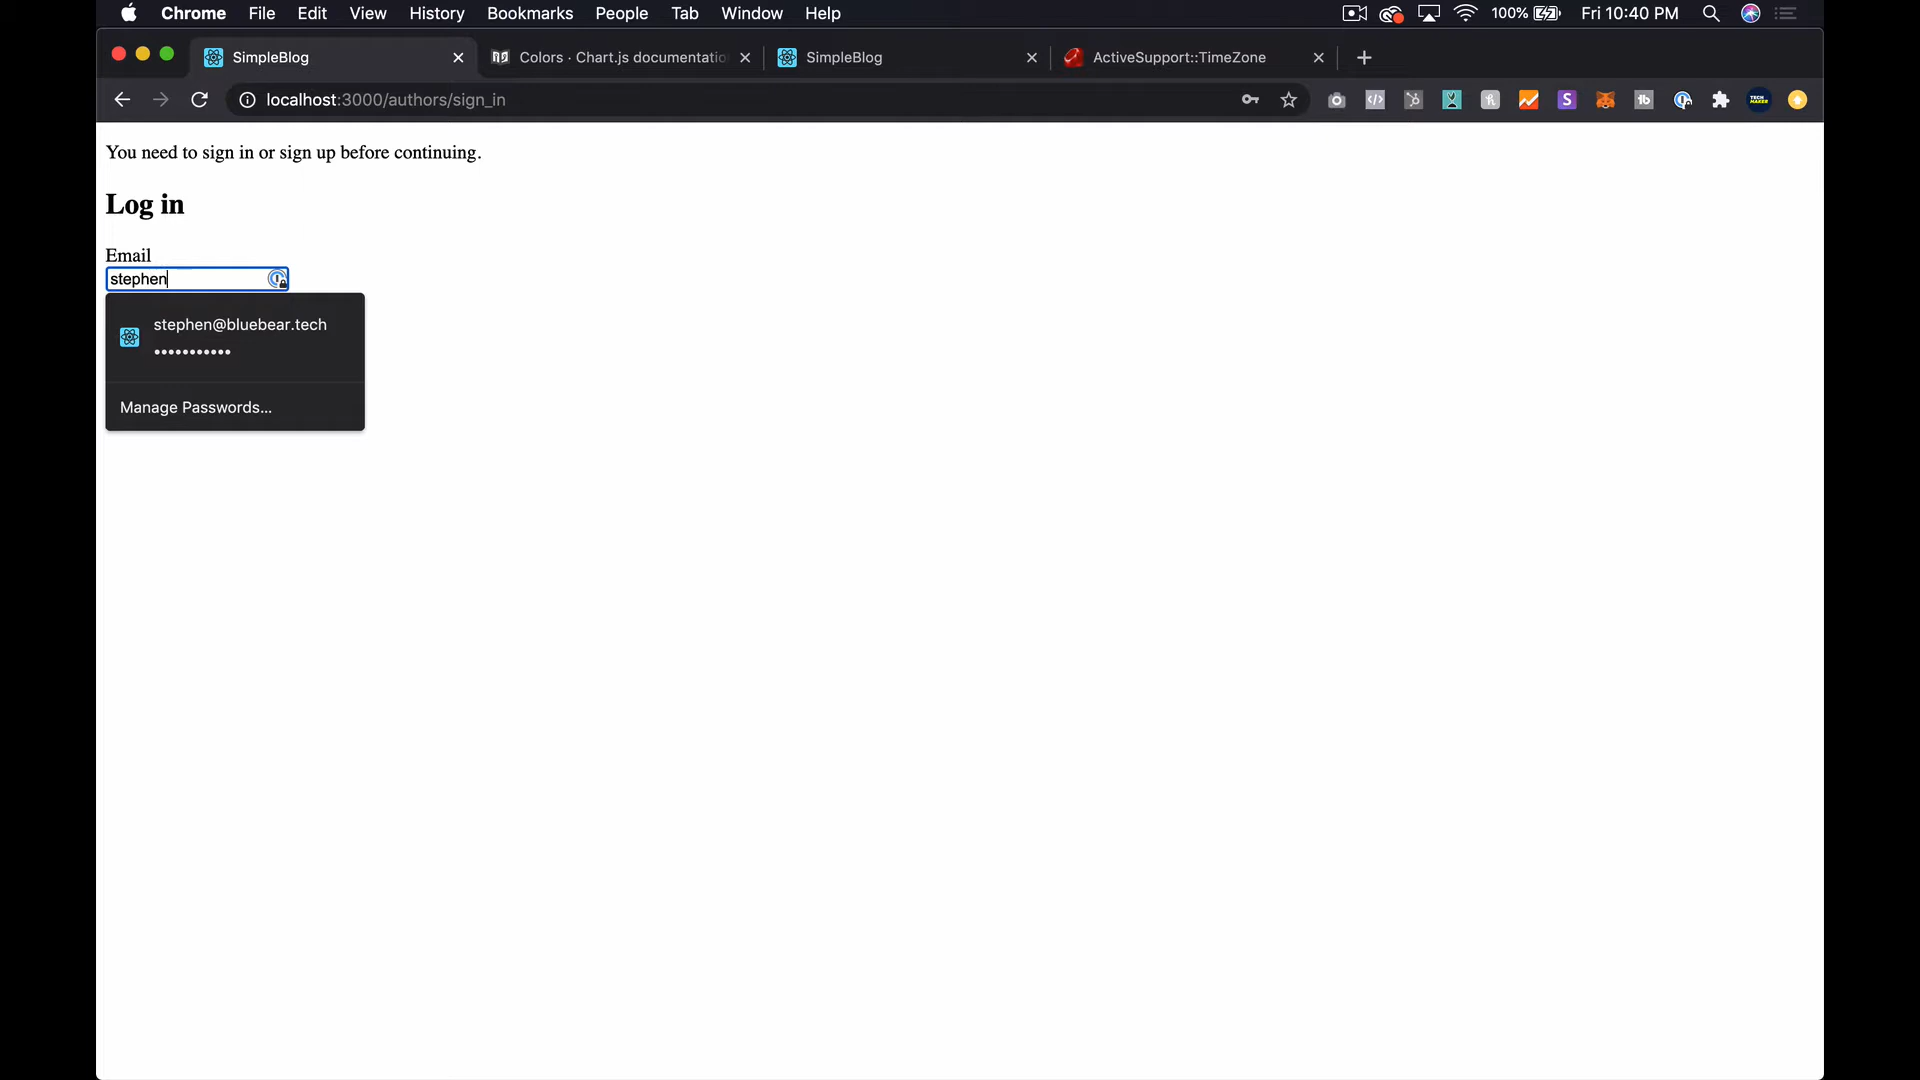 Chrome File Edit View History Bookmarks People Tab Window Help 100% Fri 10:40 PM
SimpleBlog Colors · Chart.js documentatio SimpleBlog ActiveSupport::TimeZone
localhost:3000/authors/sign_in
You need to sign in or sign up before continuing.
Log in
Email
stephen
stephen@bluebear.tech
•••••••••••
Manage Passwords...